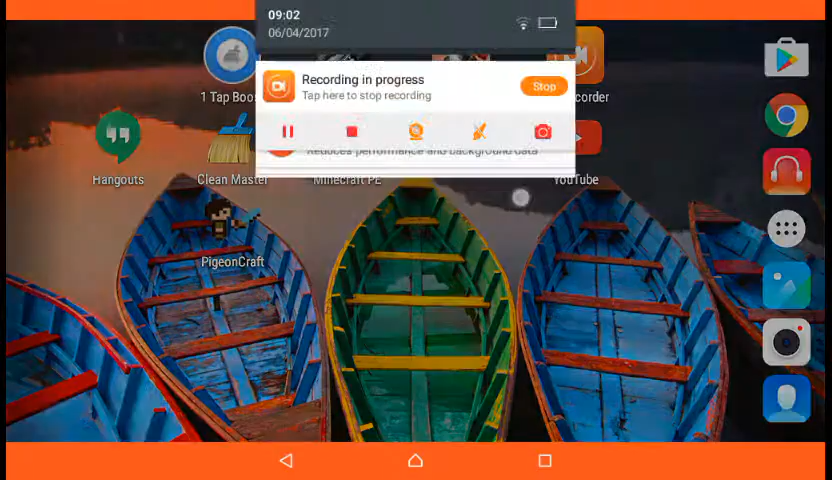 09:02
06/04/2017
Recording in progress
Tap here to stop recording
Stop
Reduces performance and background data
1 Tap Boo
corder
Hangouts
Clean Master
Minecraft PE
YouTube
PigeonCraft